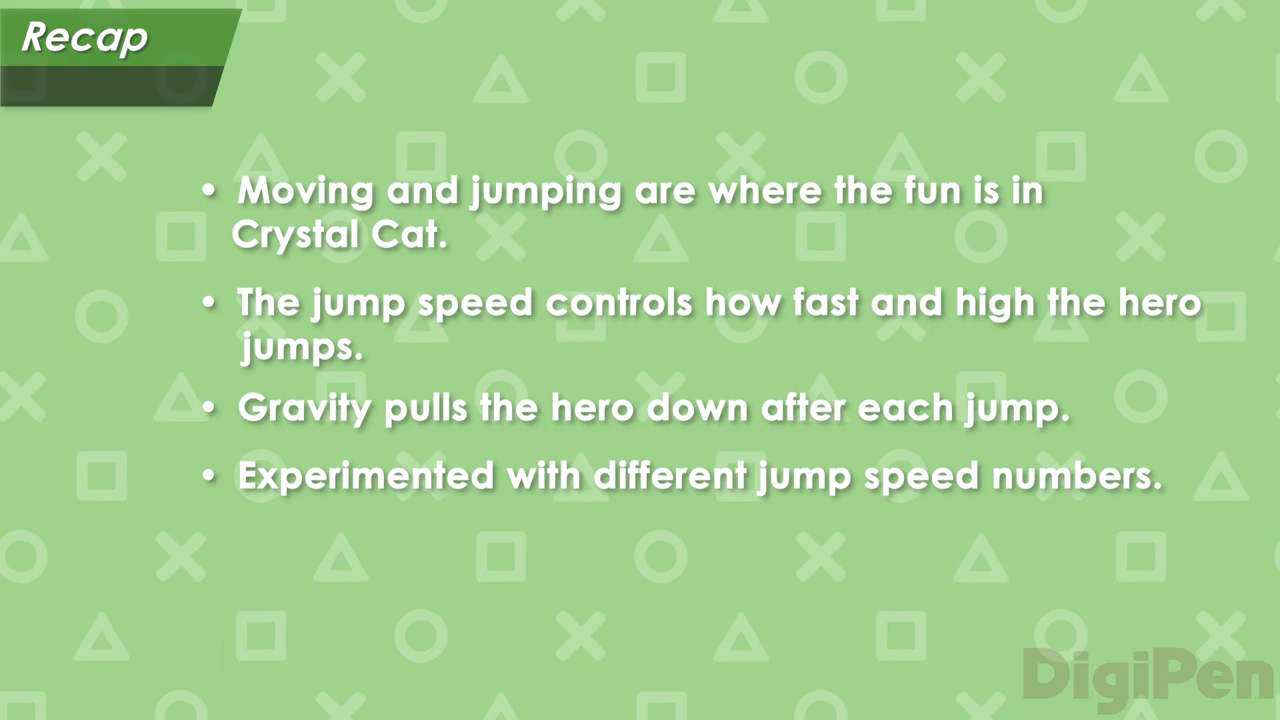 Recap
• Moving and jumping are where the fun is in
Crystal Cat.
• The jump speed controls how fast and high the hero
jumps.
• Gravity pulls the hero down after each jump.
• Experimented with different jump speed numbers.
DigiPen